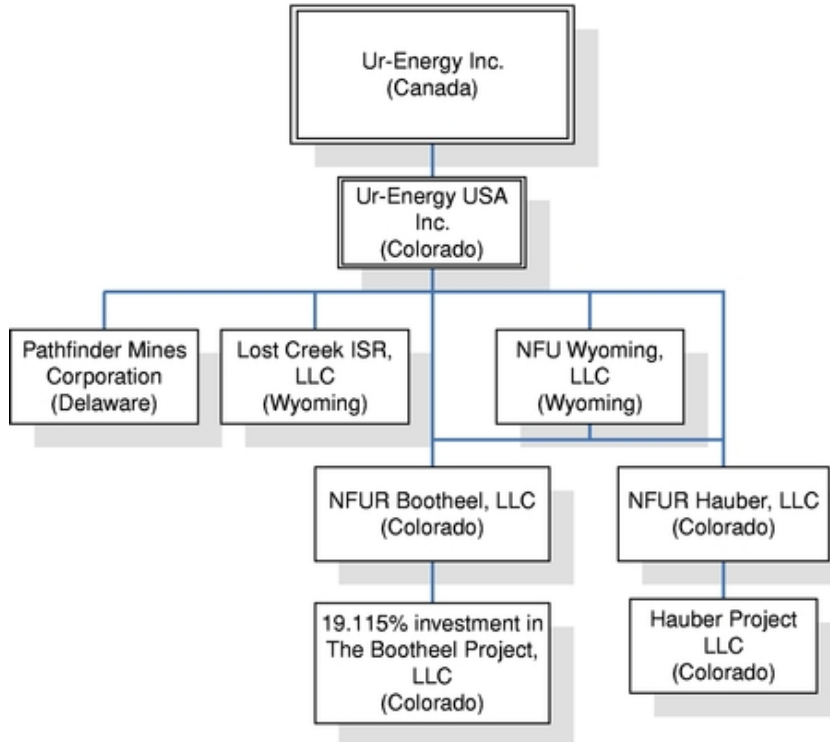 Ur-Energy Inc.
(Canada)
Ur-Energy USA
Inc.
(Colorado)
Pathfinder Mines
Corporation
(Delaware)
Lost Creek ISR,
LLC
(Wyoming)
NFU Wyoming,
LLC
(Wyoming)
NFUR Bootheel, LLC
(Colorado)
NFUR Hauber, LLC
(Colorado)
19.115% investment in
The Bootheel Project,
LLC
(Colorado)
Hauber Project
LLC
(Colorado)